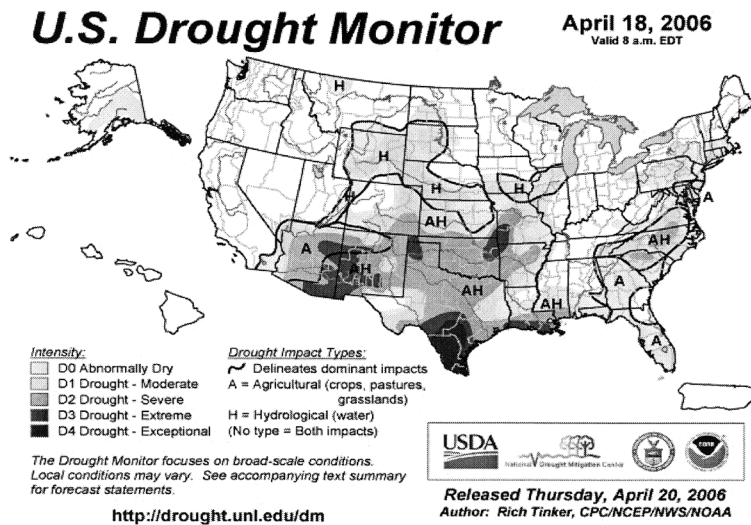 U.S. Drought Monitor
April 18, 2006
Valid 8 a.m. EDT
H
H
H
H
H
A
AH
AH
A
AH
AH
AH
A
A
Intensity:
D0 Abnormally Dry
D1 Drought - Moderate
D2 Drought - Severe
D3 Drought - Extreme
D4 Drought - Exceptional
Drought Impact Types:
Delineates dominant impacts
A = Agricultural (crops, pastures,
grasslands)
H = Hydrological (water)
(No type = Both impacts)
USDA
National Drought Mitigation Center
The Drought Monitor focuses on broad-scale conditions.
Local conditions may vary. See accompanying text summary
for forecast statements.
http://drought.unl.edu/dm
Released Thursday, April 20, 2006
Author: Rich Tinker, CPC/NCEP/NWS/NOAA